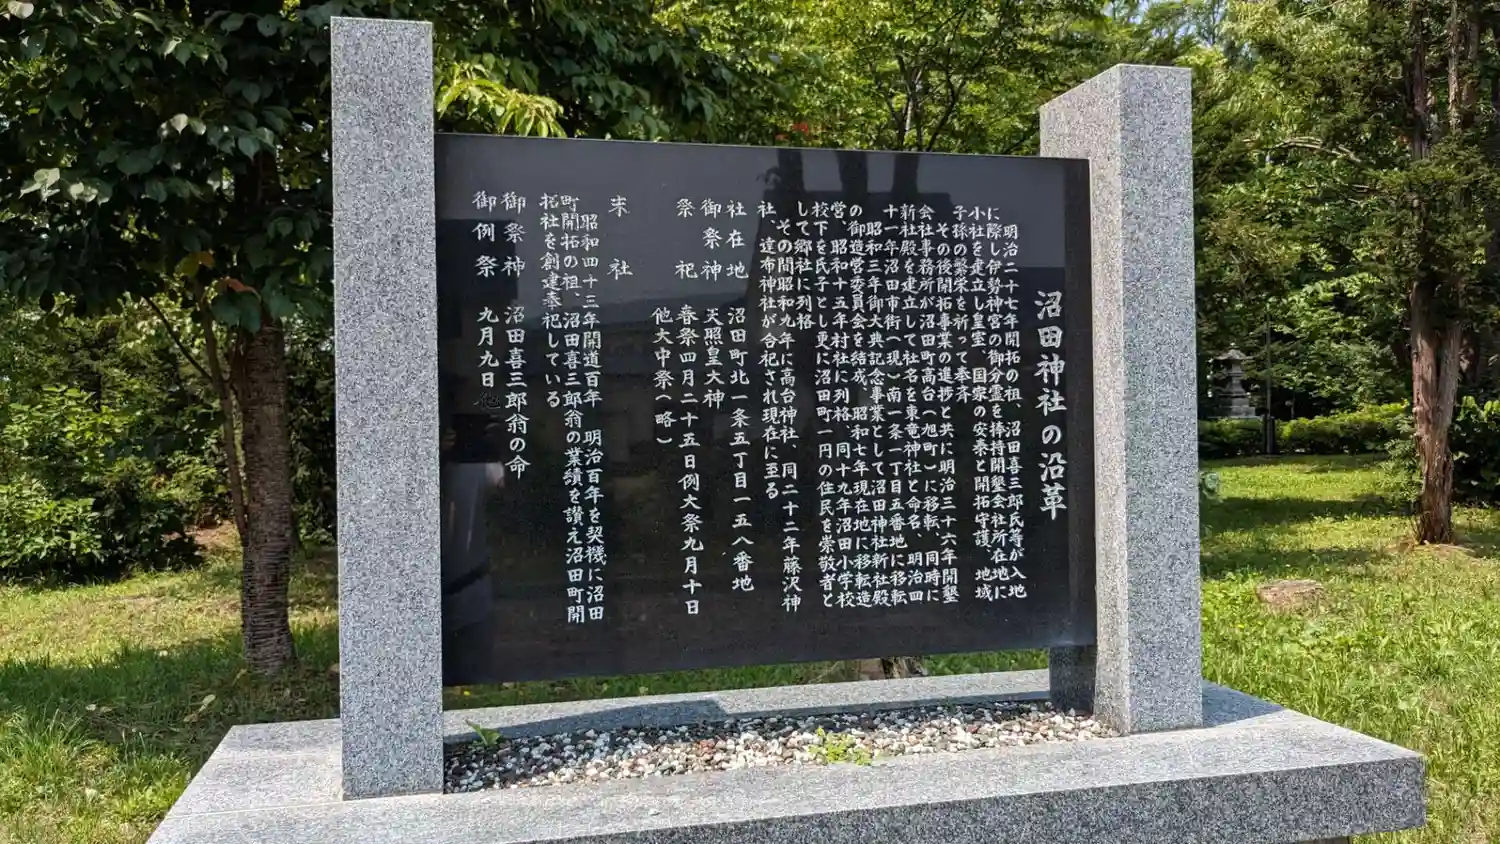 沼田神社の沿革
明治二十七年開拓の祖、沼田喜三郎氏等が入地
に際し伊勢神宮の御分霊を捧持開墾会社所在地に
小社を建立し皇室、国家の安泰と開拓守護、地域
子孫の繁栄を祈って奉斎
その後開拓事業の進捗と共に明治三十六年開墾
会社事務所が沼田町高台(旭町)に移転、同時に
新社殿を建立して社名を東竜神社と命名、明治四
十一年沼田市街(現)南一条一丁目五番地に移転
昭和三年御大典記念事業として沼田神社新社殿
の御造営委員会を結成、昭和七年現在地に移転造
営、昭和十五年村社に列格、同十九年沼田小学校
校下を氏子とし更に沼田町一円の住民を崇敬者と
して郷社に列格
その間昭和九年に高台神社、同二十二年藤沢神
社、達布神社が合祀され現在に至る
社在地 沼田町北一条五丁目一五八番地
御祭神 天照皇大神
祭祀 春祭四月二十五日例大祭九月十日
他大中祭(略)
末社
昭和四十三年開道百年 明治百年を契機に沼田
町開拓の祖、沼田喜三郎翁の業績を讃え沼田町開
拓社を創建奉祀している
御祭神 沼田喜三郎翁の命
御例祭 九月九日